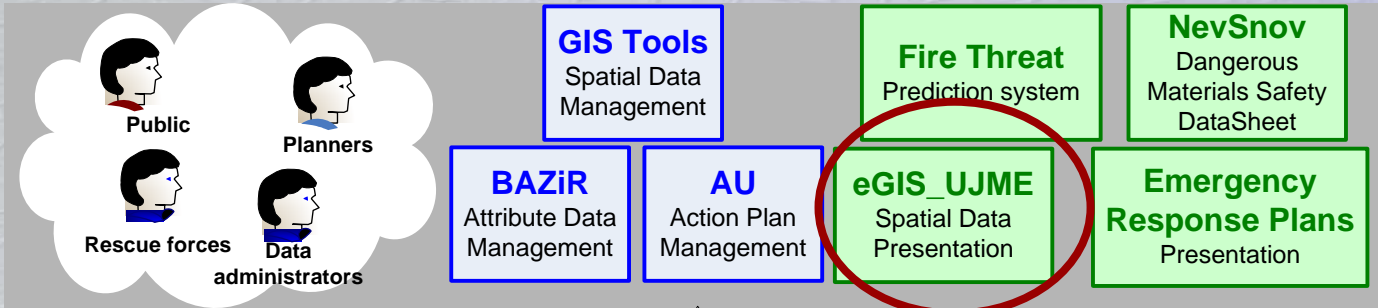 Public
Planners
Rescue forces
Data
administrators
GIS Tools
Spatial Data
Management
BAZiR
Attribute Data
Management
AU
Action Plan
Management
Fire Threat
Prediction system
NevSnov
Dangerous
Materials Safety
DataSheet
eGIS_UJME
Spatial Data
Presentation
Emergency
Response Plans
Presentation